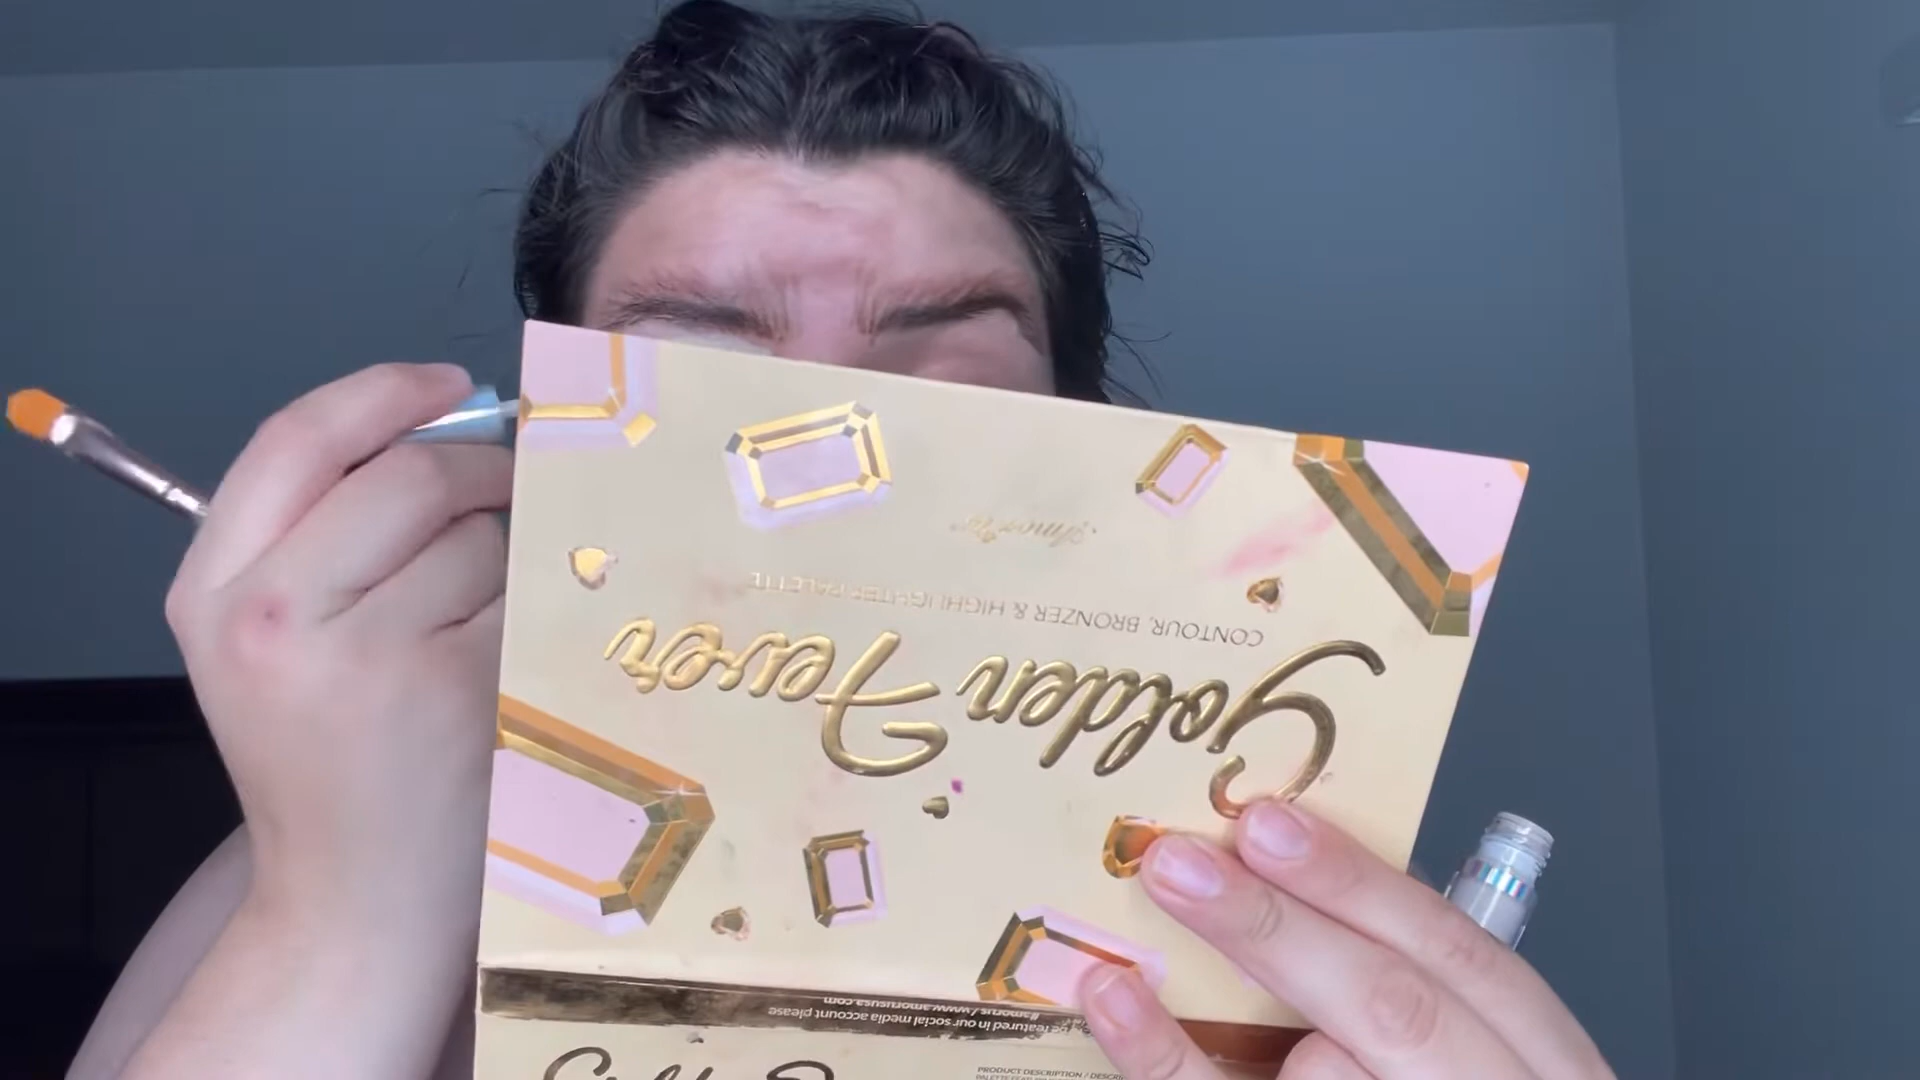 Amorus
CONTOUR, BRONZER & HIGHLIGHTER PALETTE
Golden Fever
featured in our social media account please
#amorus / www.amorususa.com
PRODUCT DESCRIPTION /